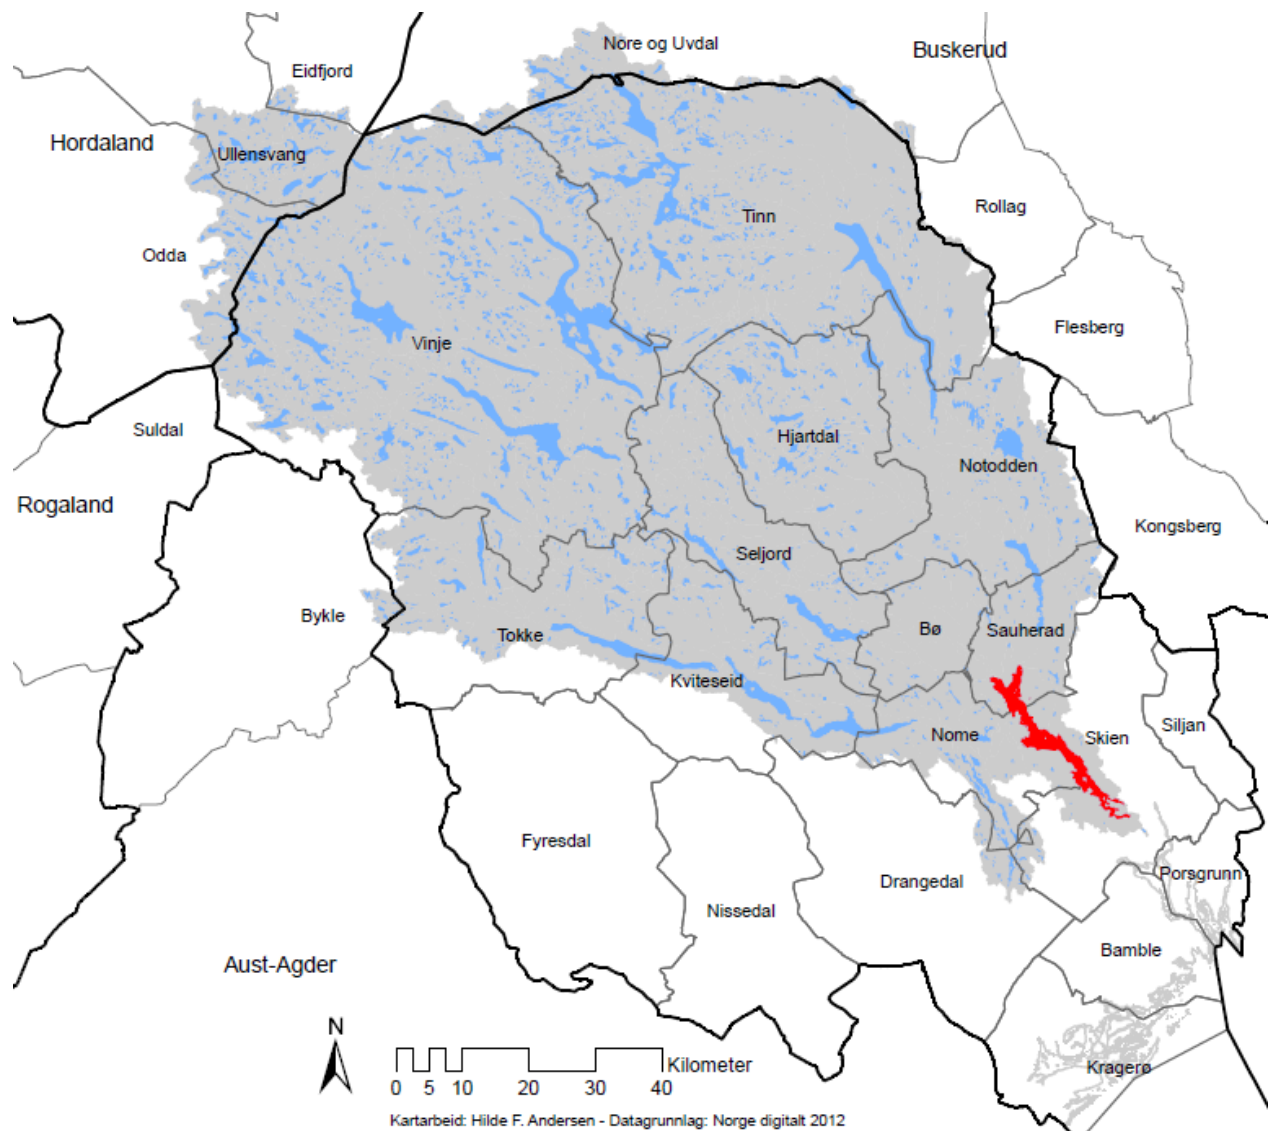 Nore og Uvdal
Buskerud
Eidfjord
Hordaland
Ullensvang
Rollag
Tinn
Odda
Flesberg
Vinje
Suldal
Hjartdal
Notodden
Rogaland
Kongsberg
Seljord
Bykle
Tokke
Bø
Sauherad
Kviteseid
Nome
Skien
Siljan
Fyresdal
Drangedal
Porsgrunn
Nissedal
Bamble
Aust-Agder
N
Kilometer
Kragerø
0 5 10 20 30 40
Kartarbeid: Hilde F. Andersen - Datagrunnlag: Norge digitalt 2012